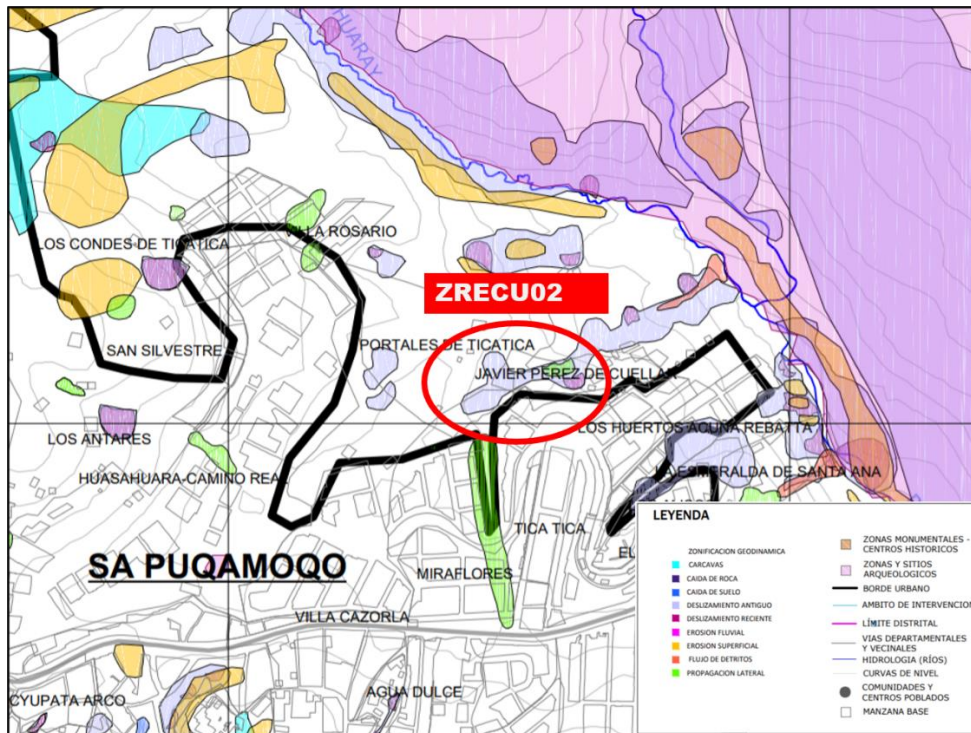 HUARAY
LOS CONDES DE TICATICA
VILLA ROSARIO
ZRECU02
PORTALES DE TICATICA
SAN SILVESTRE
JAVIER PEREZ DE CUELLAR
LOS ANTARES
LOS HUERTOS ACUÑA REBATTA
HUASAHUARA-CAMINO REAL
LA ESMERALDA DE SANTA ANA
TICA TICA
SA PUQAMOQO
MIRAFLORES
VILLA CAZORLA
CYUPATA ARCO
AGUA DULCE
LEYENDA
ZONIFICACION GEODINAMICA
CARCAVAS
CAIDA DE ROCA
CAIDA DE SUELO
DESLIZAMIENTO ANTIGUO
DESLIZAMIENTO RECIENTE
EROSION FLUVIAL
EROSION SUPERFICIAL
FLUJO DE DETRITOS
PROPAGACION LATERAL
ZONAS MONUMENTALES -
CENTROS HISTORICOS
ZONAS Y SITIOS
ARQUEOLOGICOS
BORDE URBANO
AMBITO DE INTERVENCION
LÍMITE DISTRITAL
VIAS DEPARTAMENTALES
Y VECINALES
HIDROLOGIA (RÍOS)
CURVAS DE NIVEL
COMUNIDADES Y
CENTROS POBLADOS
MANZANA BASE